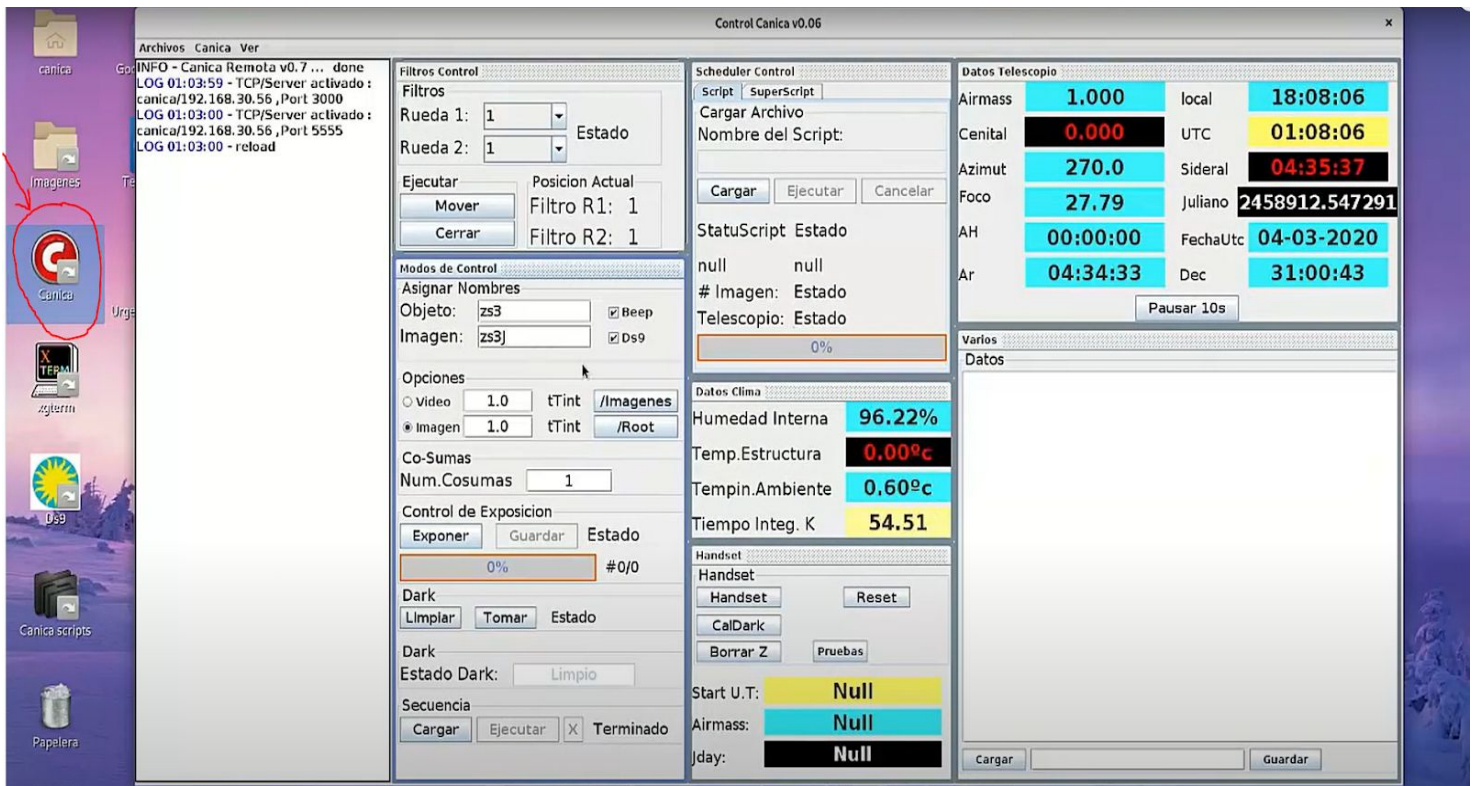 Control Canica v0.06
x
Archivos Canica Ver
canica
Imagenes
Canica
X
TERM
xgterm
Ds9
Canica scripts
Papelera
Go
Te
Urge
INFO - Canica Remota v0.7 ... done
LOG 01:03:59 - TCP/Server activado :
canica/192.168.30.56 ,Port 3000
LOG 01:03:00 - TCP/Server activado :
canica/192.168.30.56 ,Port 5555
LOG 01:03:00 - reload
Filtros Control
Filtros
Rueda 1: 1
Estado
Rueda 2: 1
Ejecutar
Mover
Cerrar
Posicion Actual
Filtro R1: 1
Filtro R2: 1
Modos de Control
Asignar Nombres
Objeto: zs3 Beep
Imagen: zs3J Ds9
Opciones
Video 1.0 tTint /Imagenes
Imagen 1.0 tTint /Root
Co-Sumas
Num.Cosumas 1
Control de Exposicion
Exponer Guardar Estado
0% #0/0
Dark
LImpIar Tomar Estado
Dark
Estado Dark: Limpio
Secuencia
Cargar Ejecutar X Terminado
Scheduler Control
Script SuperScript
Cargar Archivo
Nombre del Script:
Cargar Ejecutar Cancelar
StatuScript Estado
null null
# Imagen: Estado
Telescopio: Estado
0%
Datos Clima
Humedad Interna 96.22%
Temp.Estructura 0.00ºc
Tempin.Ambiente 0.60ºc
Tiempo Integ. K 54.51
Handset
Handset
Handset Reset
CalDark
Borrar Z Pruebas
Start U.T: Null
Airmass: Null
Jday: Null
Datos Telescopio
Airmass 1.000 local 18:08:06
Cenital 0.000 UTC 01:08:06
Azimut 270.0 Sideral 04:35:37
Foco 27.79 Juliano 2458912.547291
AH 00:00:00 FechaUtc 04-03-2020
Ar 04:34:33 Dec 31:00:43
Pausar 10s
Varios
Datos
Cargar Guardar